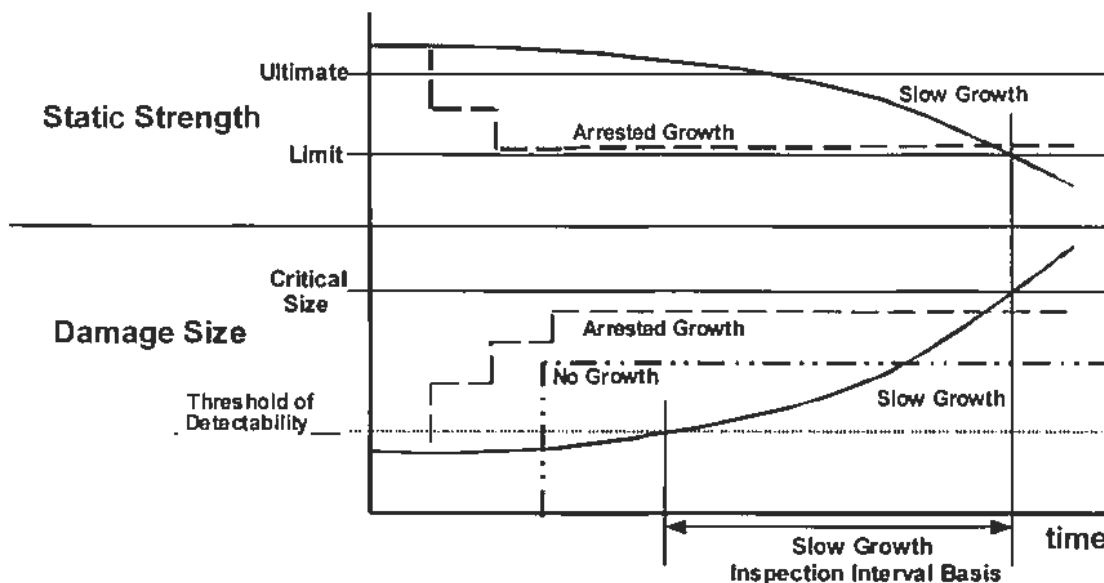 Ultimate
Slow Growth
Static Strength
Arrested Growth
Limit
Critical
Size
Damage Size
Arrested Growth
No Growth
Slow Growth
Threshold of
Detectability
time
Slow Growth
Inspection Interval Basis